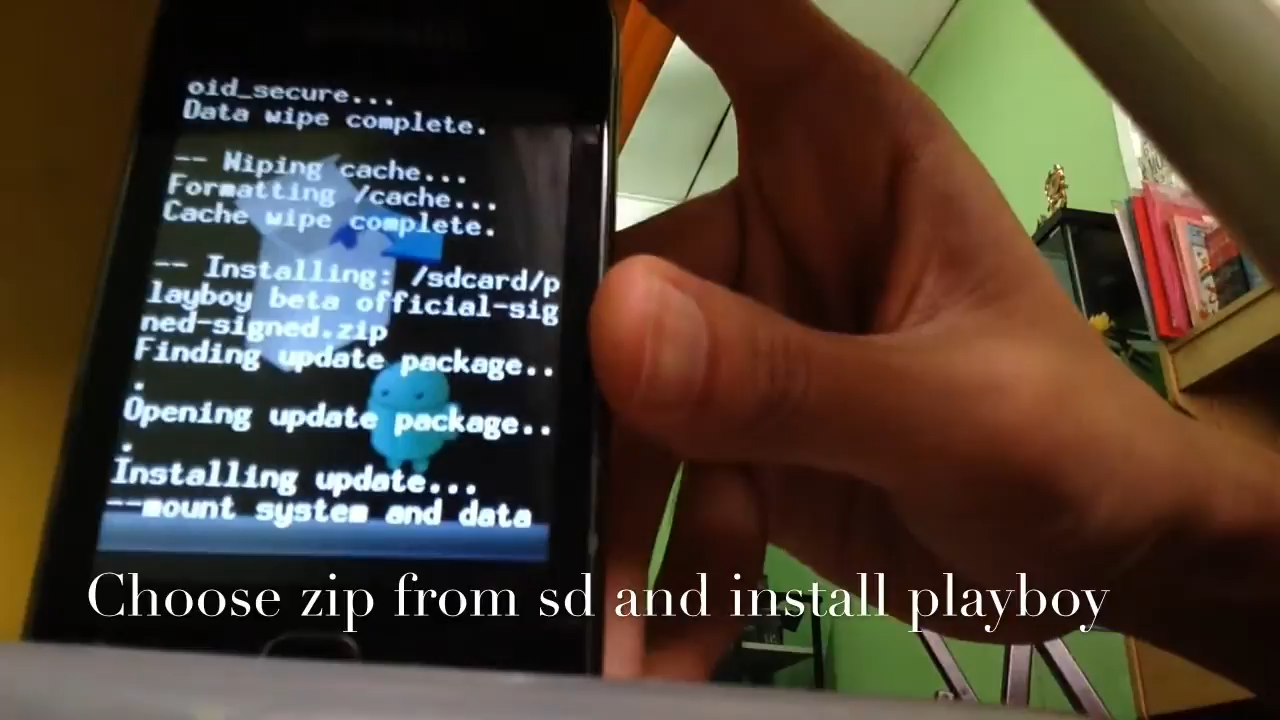 oid_secure...
Data wipe complete.
-- Wiping cache...
Formatting /cache...
Cache wipe complete.
-- Installing: /sdcard/p
layboy beta official-sig
ned-signed.zip
Finding update package..
.
Opening update package..
.
Installing update...
--mount system and data
Choose zip from sd and install playboy